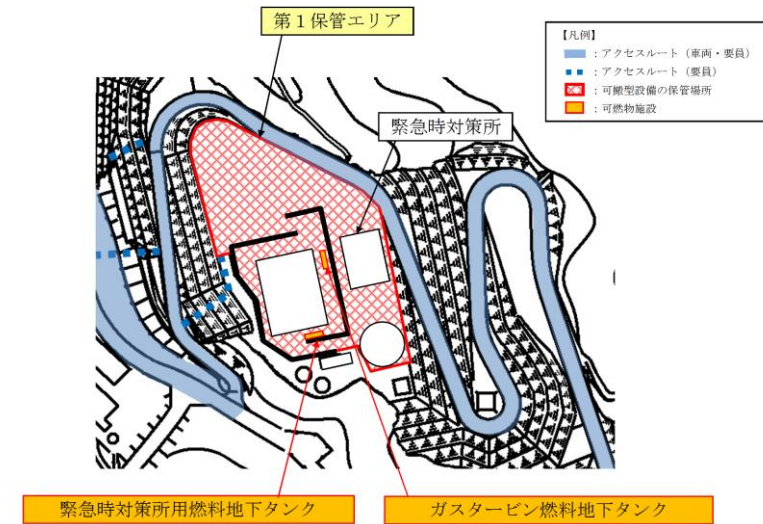 第１保管エリア
【凡例】
：アクセスルート（車両・要員）
：アクセスルート（要員）
：可搬型設備の保管場所
：可燃物施設
緊急時対策所
緊急時対策所用燃料地下タンク
ガスタービン燃料地下タンク